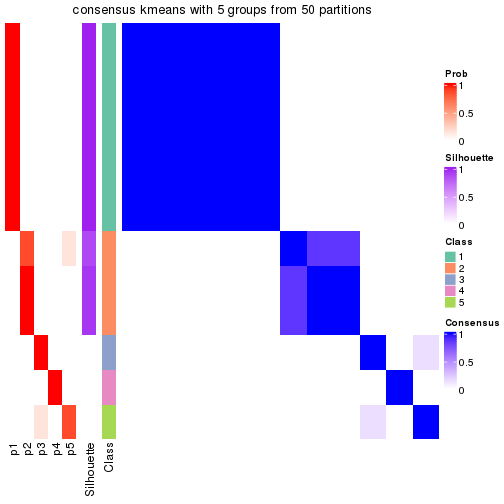 consensus kmeans with 5 groups from 50 partitions
Prob
1
0.5
0
Silhouette
1
0.5
0
Class
1
2
3
4
5
Consensus
1
0.5
0
p1
p2
p3
p4
p5
Silhouette
Class